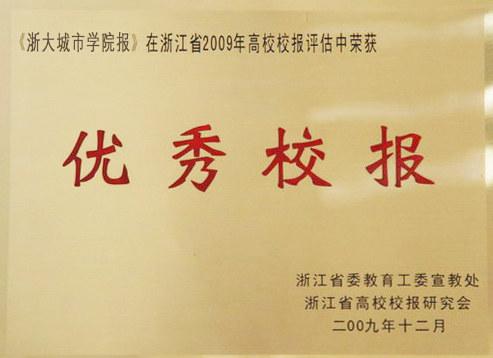 《浙大城市学院报》在浙江省2009年高校校报评估中荣获
优秀校报
浙江省委教育工委宣教处
浙江省高校校报研究会
二00九年十二月